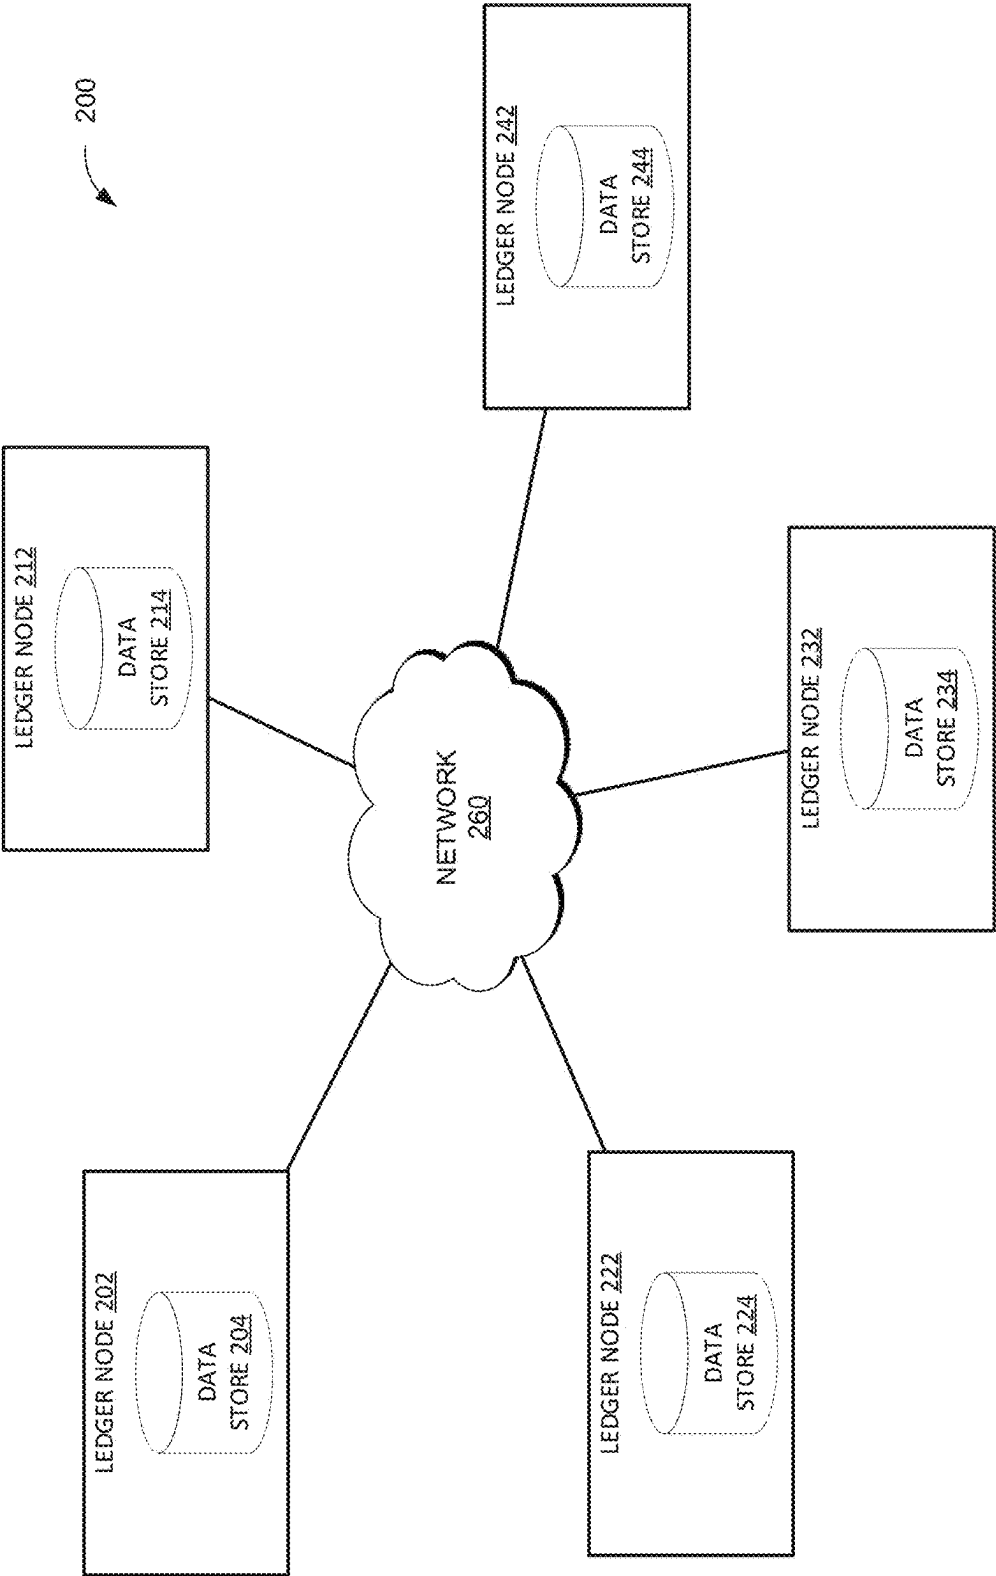 200
LEDGER NODE 202
DATA
STORE 204
LEDGER NODE 212
DATA
STORE 214
LEDGER NODE 242
DATA
STORE 244
NETWORK
260
LEDGER NODE 222
DATA
STORE 224
LEDGER NODE 232
DATA
STORE 234